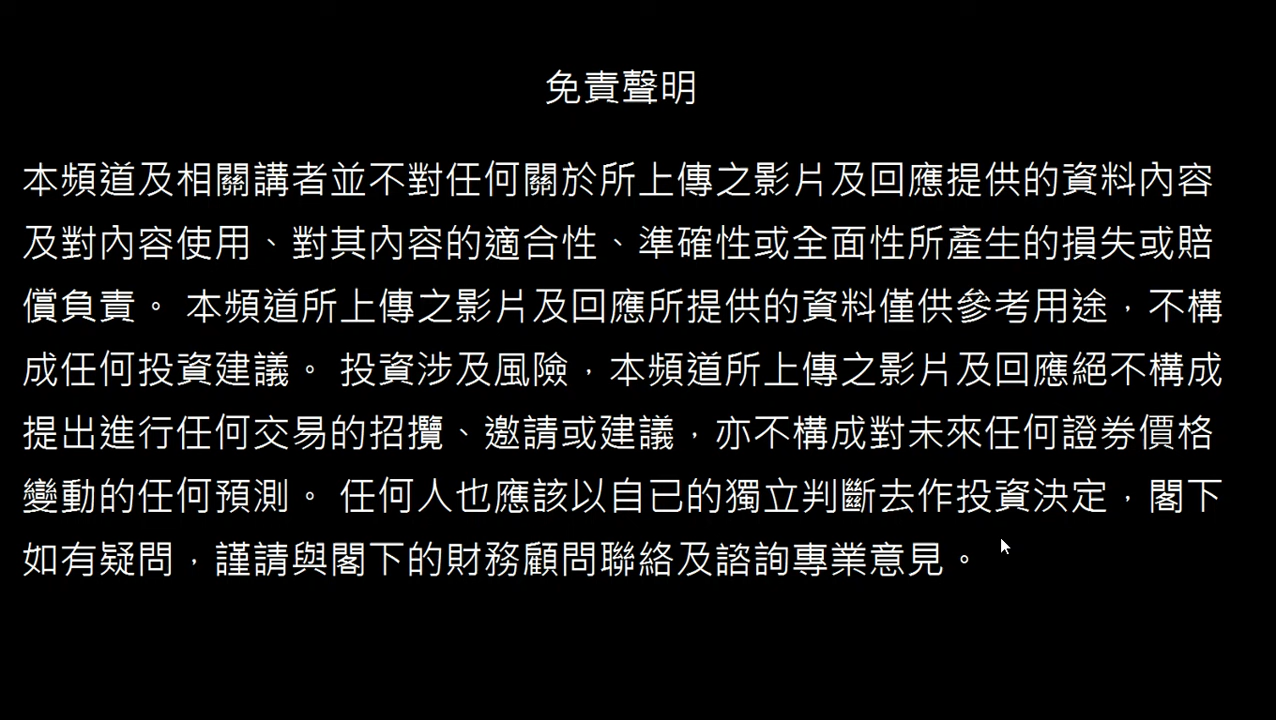 免責聲明
本頻道及相關講者並不對任何關於所上傳之影片及回應提供的資料內容
及對內容使用、對其內容的適合性、準確性或全面性所產生的損失或賠
償負責。 本頻道所上傳之影片及回應所提供的資料僅供參考用途，不構
成任何投資建議。 投資涉及風險，本頻道所上傳之影片及回應絕不構成
提出進行任何交易的招攬、邀請或建議，亦不構成對未來任何證券價格
變動的任何預測。 任何人也應該以自己的獨立判斷去作投資決定，閣下
如有疑問，謹請與閣下的財務顧問聯絡及諮詢專業意見。